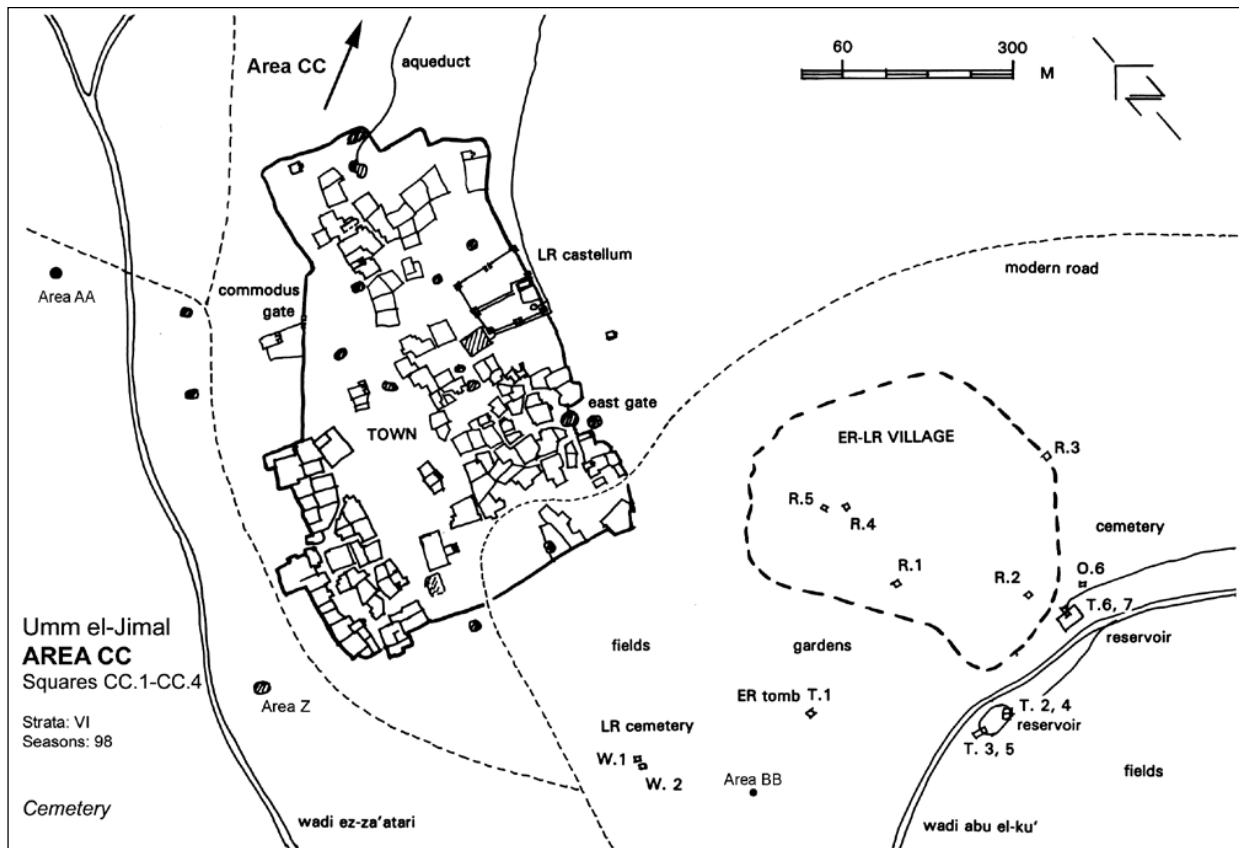 Area CC
aqueduct
60
300
M
LR castellum
modern road
Area AA
commodus
gate
east gate
TOWN
ER-LR VILLAGE
R.3
R.5
R.4
cemetery
R.1
R.2
O.6
T.6, 7
reservoir
Umm el-Jimal
AREA CC
Squares CC.1-CC.4
Strata: VI
Seasons: 98
Cemetery
fields
gardens
Area Z
ER tomb T.1
LR cemetery
T. 2, 4
reservoir
T. 3, 5
W.1
W. 2
Area BB
fields
wadi ez-za'atari
wadi abu el-ku'